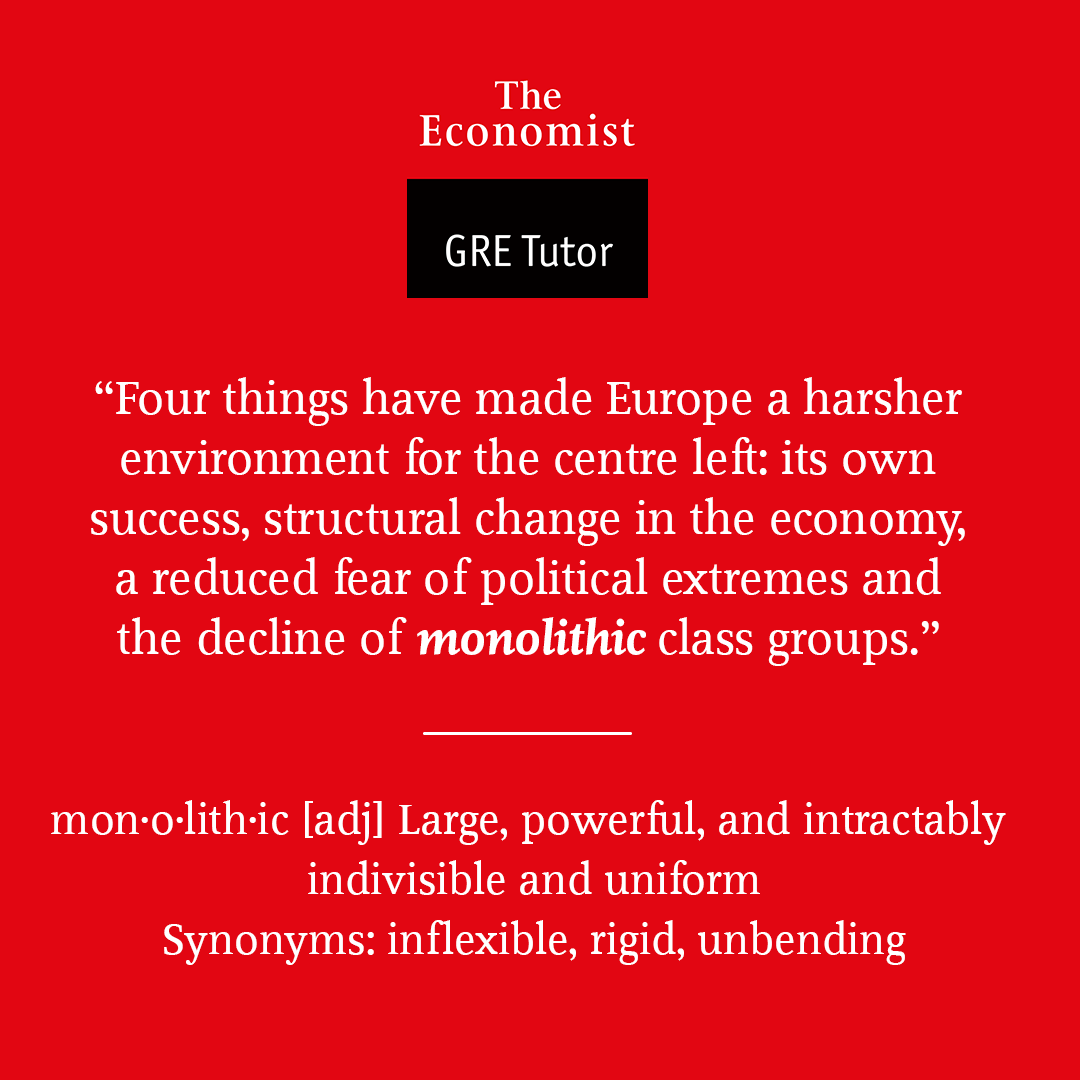 The
Economist
GRE Tutor
“Four things have made Europe a harsher
environment for the centre left: its own
success, structural change in the economy,
a reduced fear of political extremes and
the decline of monolithic class groups.”
mon·o·lith·ic [adj] Large, powerful, and intractably
indivisible and uniform
Synonyms: inflexible, rigid, unbending